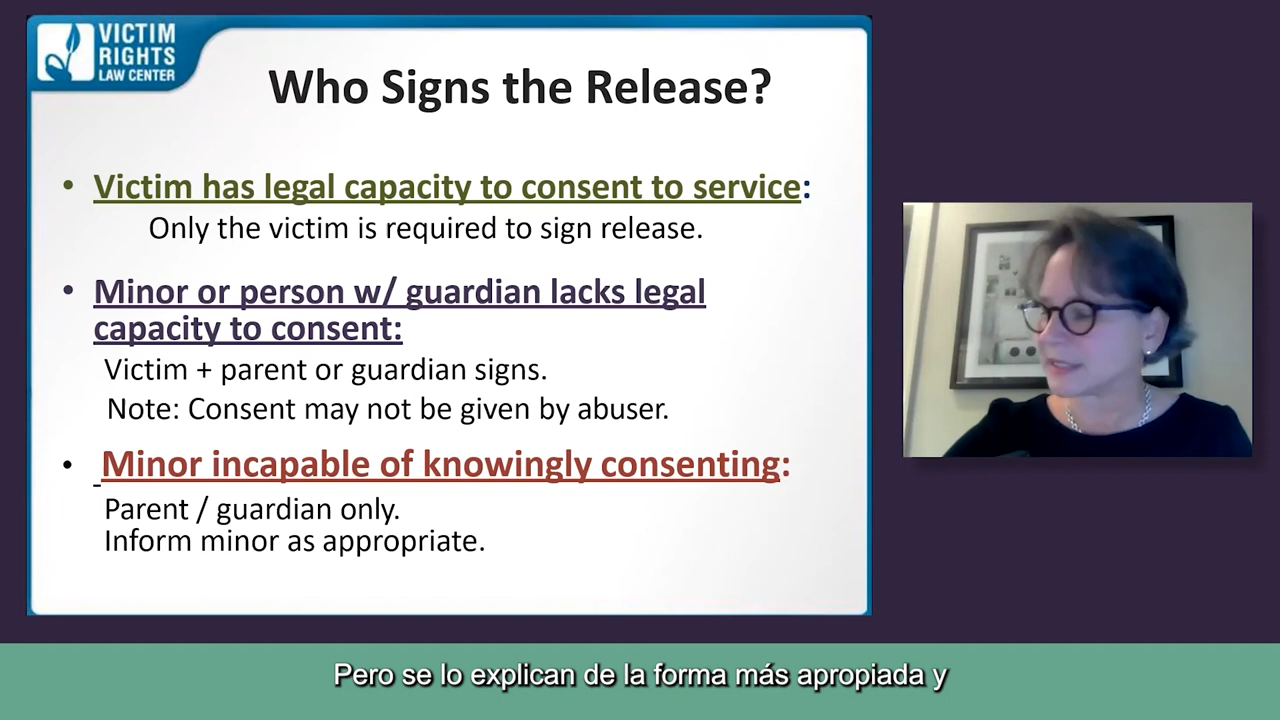 VICTIM
RIGHTS
LAW CENTER
Who Signs the Release?
• Victim has legal capacity to consent to service:
Only the victim is required to sign release.
• Minor or person w/ guardian lacks legal
capacity to consent:
Victim + parent or guardian signs.
Note: Consent may not be given by abuser.
• Minor incapable of knowingly consenting:
Parent / guardian only.
Inform minor as appropriate.
Pero se lo explican de la forma más apropiada y